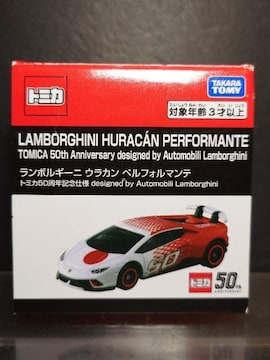 トミカ
TAKARA
TOMY
対象年齢3才以上
LAMBORGHINI HURACÁN PERFORMANTE
TOMICA 50th Anniversary designed by Automobili Lamborghini
ランボルギーニ ウラカン ペルフォルマンテ
トミカ50周年記念仕様 designed by Automobili Lamborghini
50
トミカ
50th
ANNIVERSARY